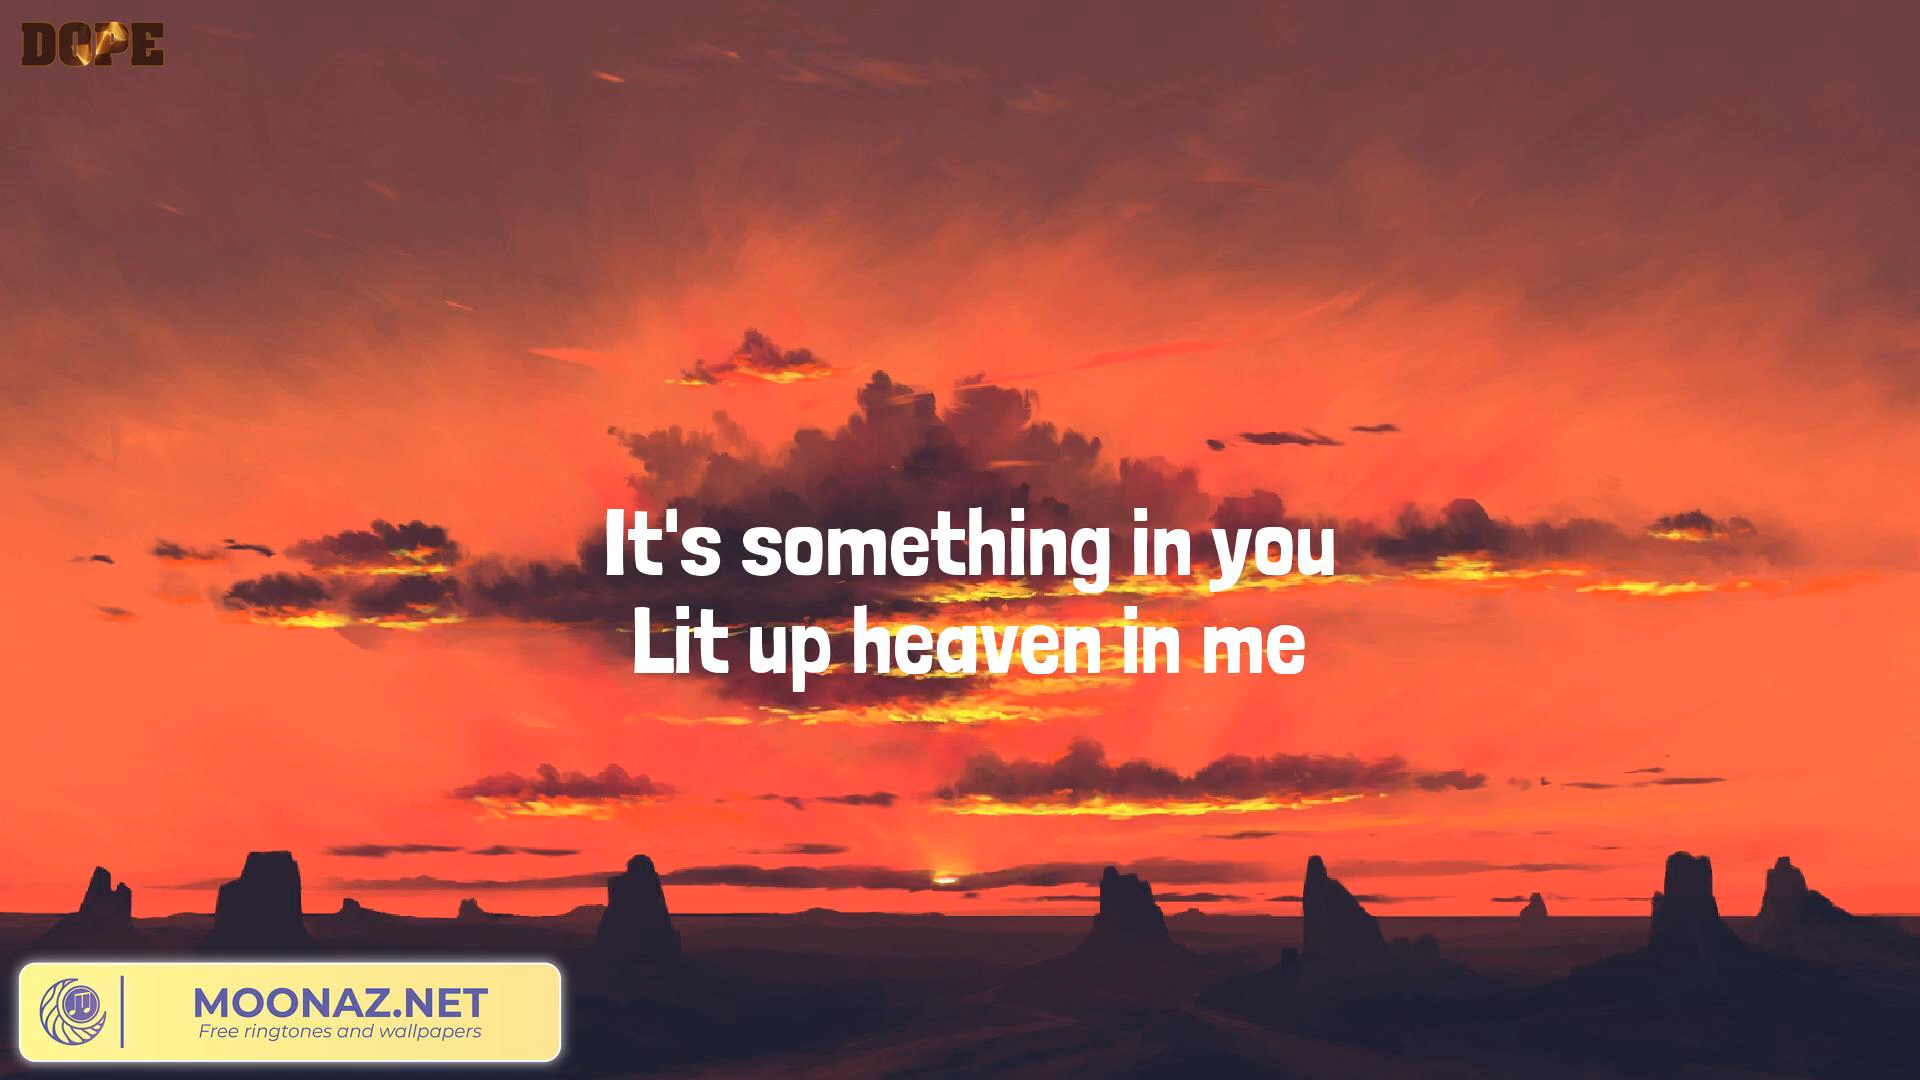 DOPE
It's something in you
Lit up heaven in me
MOONAZ.NET
Free ringtones and wallpapers